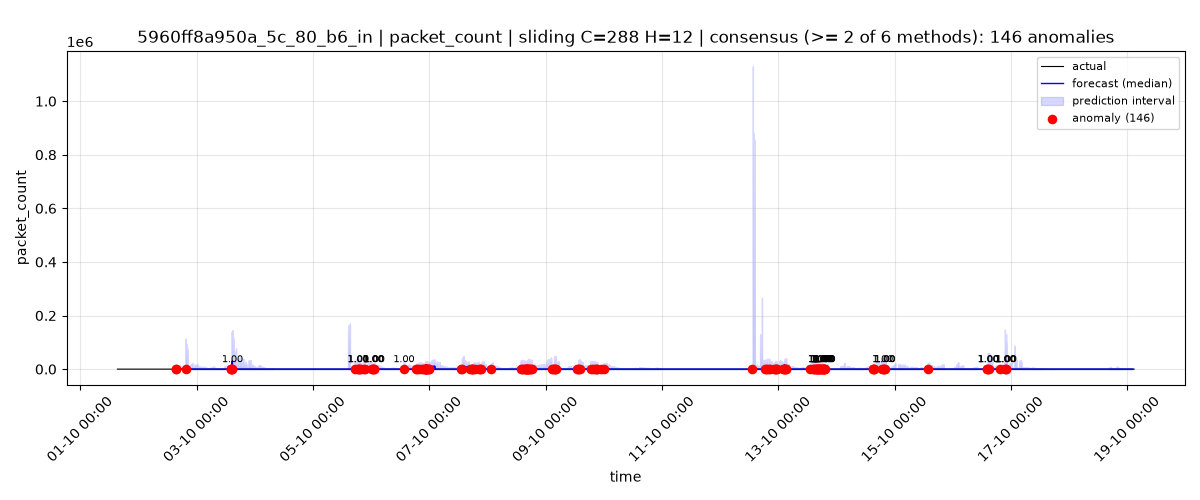 5960ff8a950a_5c_80_b6_in | packet_count | sliding C=288 H=12 | consensus (>= 2 of 6 methods): 146 anomalies
1e6
actual
forecast (median)
prediction interval
anomaly (146)
1.0
0.8
0.6
0.4
0.2
0.0
packet_count
1.00
1.00
1.00
1.00
1.00
1.00
1.00
01-10 00:00
03-10 00:00
05-10 00:00
07-10 00:00
09-10 00:00
11-10 00:00
13-10 00:00
15-10 00:00
17-10 00:00
19-10 00:00
time